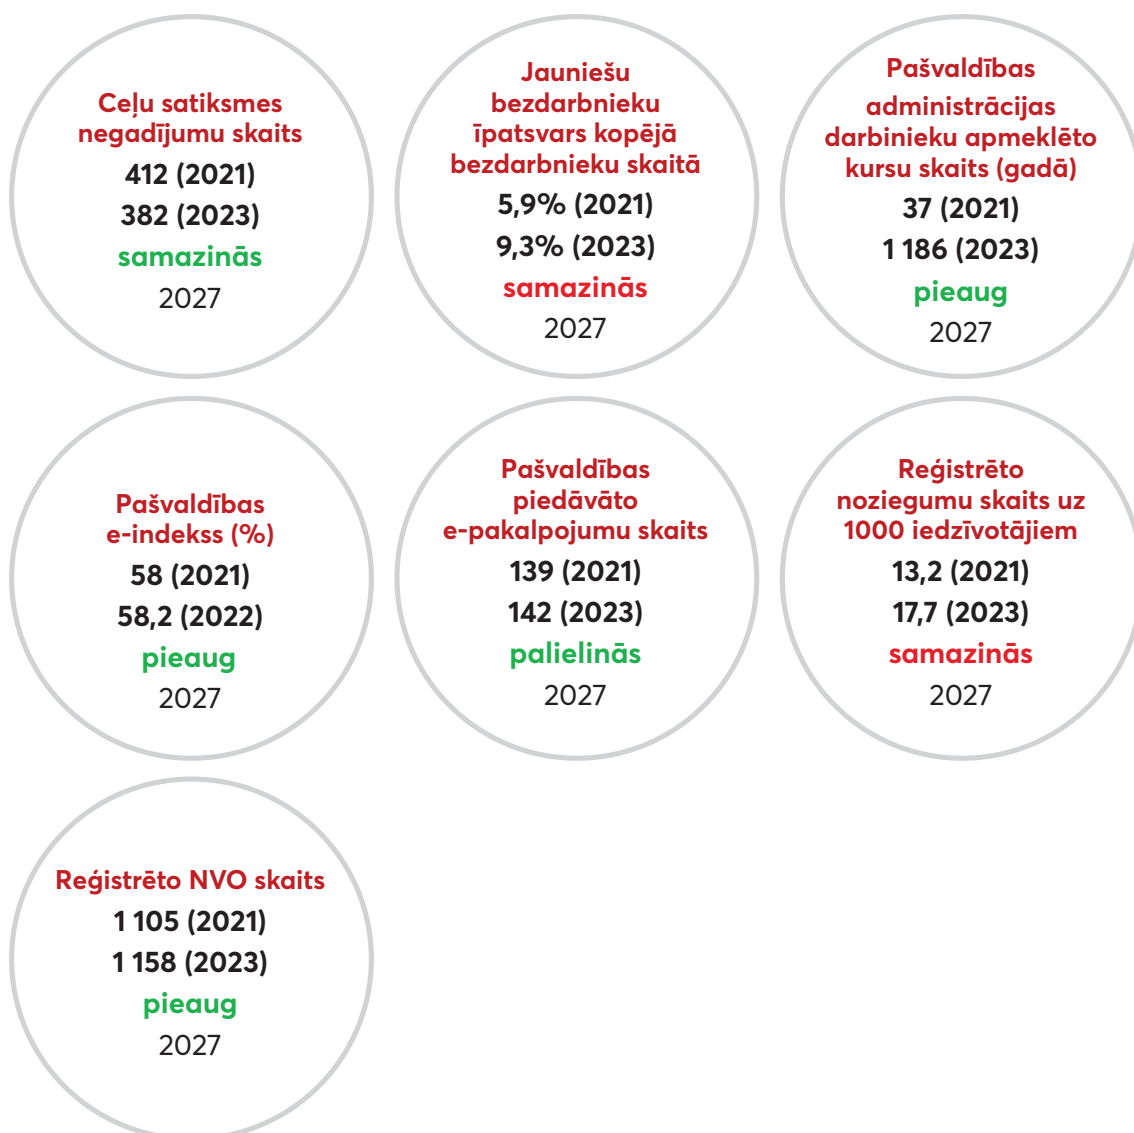 Ceļu satiksmes
negadījumu skaits
412 (2021)
382 (2023)
samazinās
2027
Jauniešu
bezdarbnieku
īpatsvars kopējā
bezdarbnieku skaitā
5,9% (2021)
9,3% (2023)
samazinās
2027
Pašvaldības
administrācijas
darbinieku apmeklēto
kursu skaits (gadā)
37 (2021)
1 186 (2023)
pieaug
2027
Pašvaldības
e-indekss (%)
58 (2021)
58,2 (2022)
pieaug
2027
Pašvaldības
piedāvāto
e-pakalpojumu skaits
139 (2021)
142 (2023)
palielinās
2027
Reģistrēto
noziegumu skaits uz
1000 iedzīvotājiem
13,2 (2021)
17,7 (2023)
samazinās
2027
Reģistrēto NVO skaits
1 105 (2021)
1 158 (2023)
pieaug
2027